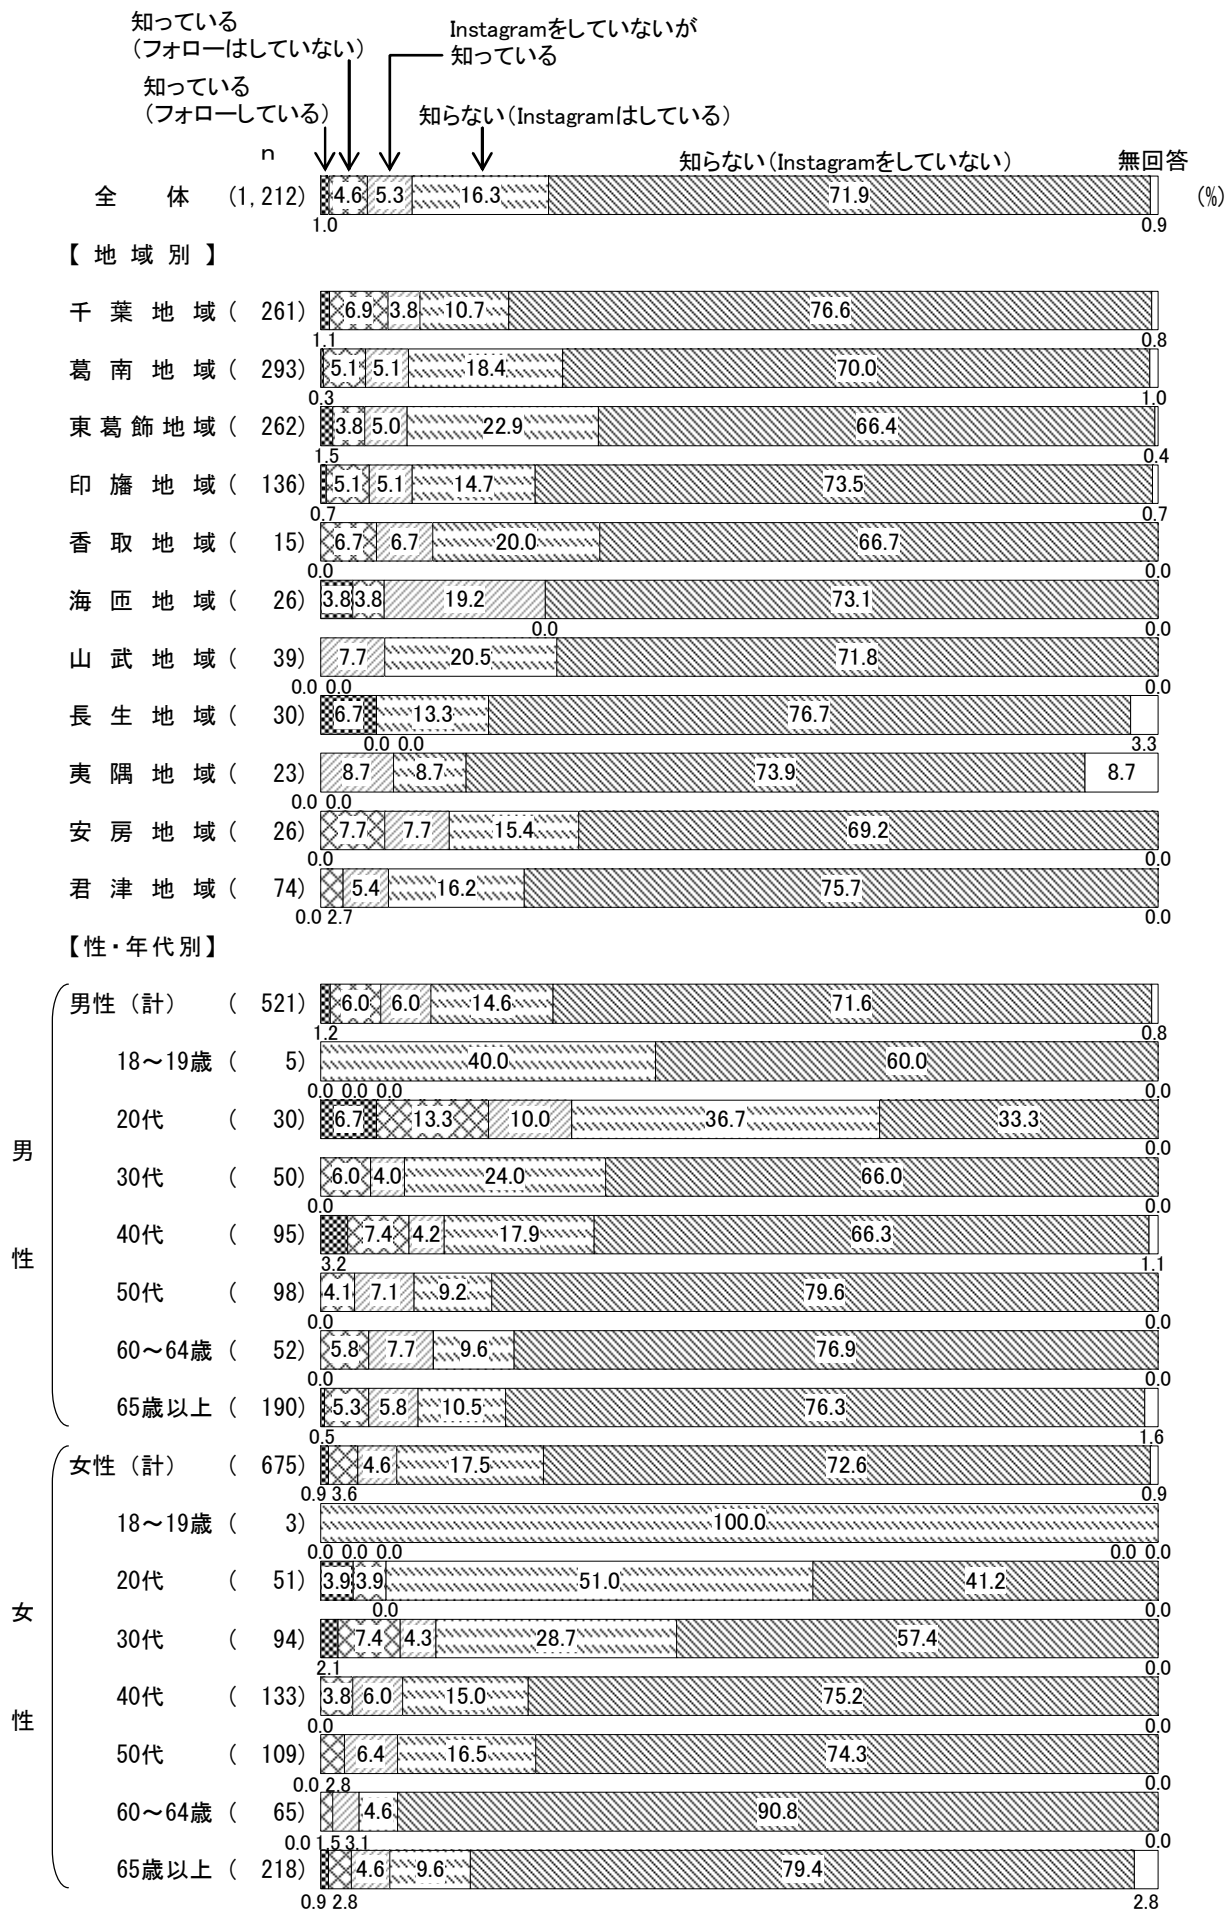 知っている
（フォローはしていない）
Instagramをしていないが
知っている
知っている
（フォローしている）
知らない（Instagramはしている）
n
知らない（Instagramをしていない）
無回答
全体 (1,212) 4.6 5.3 16.3 71.9 (%)
1.0 0.9
【地域別】
千葉地域 ( 261) 6.9 3.8 10.7 76.6
1.1 0.8
葛南地域 ( 293) 5.1 5.1 18.4 70.0
0.3 1.0
東葛飾地域 ( 262) 3.8 5.0 22.9 66.4
1.5 0.4
印旛地域 ( 136) 5.1 5.1 14.7 73.5
0.7 0.7
香取地域 ( 15) 6.7 6.7 20.0 66.7
0.0 0.0
海匝地域 ( 26) 3.8 3.8 19.2 73.1
0.0 0.0
山武地域 ( 39) 7.7 20.5 71.8
0.0 0.0 0.0
長生地域 ( 30) 6.7 13.3 76.7
0.0 0.0 3.3
夷隅地域 ( 23) 8.7 8.7 73.9 8.7
0.0 0.0
安房地域 ( 26) 7.7 7.7 15.4 69.2
0.0 0.0
君津地域 ( 74) 5.4 16.2 75.7
0.0 2.7 0.0
【性・年代別】
男性（計） ( 521) 6.0 6.0 14.6 71.6
1.2 0.8
18～19歳 ( 5) 40.0 60.0
0.0 0.0 0.0 0.0
20代 ( 30) 6.7 13.3 10.0 36.7 33.3
0.0
男
30代 ( 50) 6.0 4.0 24.0 66.0
0.0 0.0
40代 ( 95) 7.4 4.2 17.9 66.3
性
3.2 1.1
50代 ( 98) 4.1 7.1 9.2 79.6
0.0 0.0
60～64歳 ( 52) 5.8 7.7 9.6 76.9
0.0 0.0
65歳以上 ( 190) 5.3 5.8 10.5 76.3
0.5 1.6
女性（計） ( 675) 4.6 17.5 72.6
0.9 3.6 0.9
18～19歳 ( 3) 100.0
0.0 0.0 0.0 0.0 0.0
20代 ( 51) 3.9 3.9 51.0 41.2
0.0 0.0
女
30代 ( 94) 7.4 4.3 28.7 57.4
2.1 0.0
40代 ( 133) 3.8 6.0 15.0 75.2
性
0.0 0.0
50代 ( 109) 6.4 16.5 74.3
0.0 2.8 0.0
60～64歳 ( 65) 4.6 90.8
0.0 1.5 3.1 0.0
65歳以上 ( 218) 4.6 9.6 79.4
0.9 2.8 2.8